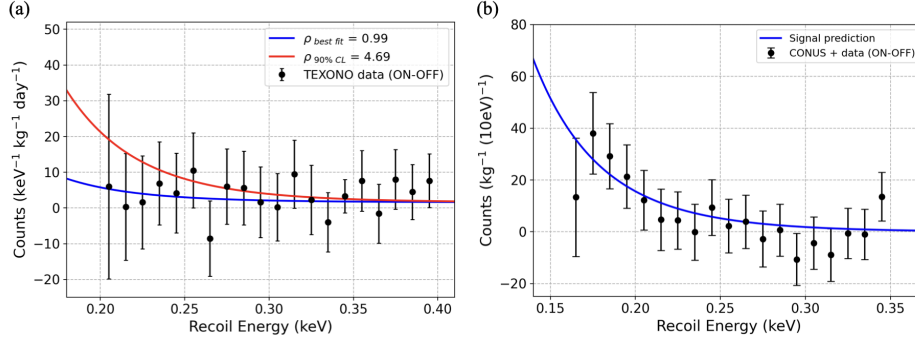 (a)
ρ best fit = 0.99
ρ 90% CL = 4.69
TEXONO data (ON-OFF)
Counts (keV⁻¹ kg⁻¹ day⁻¹)
50
40
30
20
10
0
−10
−20
0.20
0.25
0.30
0.35
0.40
Recoil Energy (keV)
(b)
Signal prediction
CONUS + data (ON-OFF)
Counts (kg⁻¹ (10eV)⁻¹)
80
60
40
20
0
−20
0.15
0.20
0.25
0.30
0.35
Recoil Energy (keV)